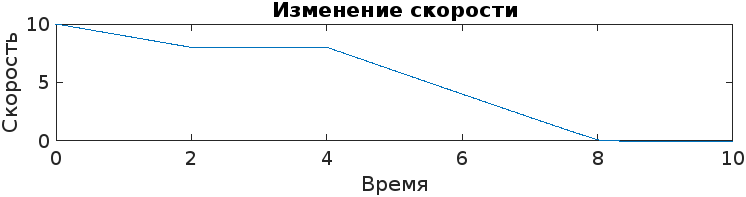 Изменение скорости
10
5
0
Скорость
0 2 4 6 8 10
Время